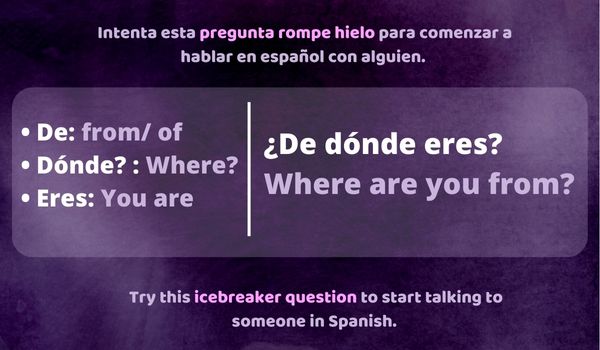 Intenta esta pregunta rompe hielo para comenzar a
hablar en español con alguien.
• De: from/ of
• Dónde? : Where?
• Eres: You are
¿De dónde eres?
Where are you from?
Try this icebreaker question to start talking to
someone in Spanish.